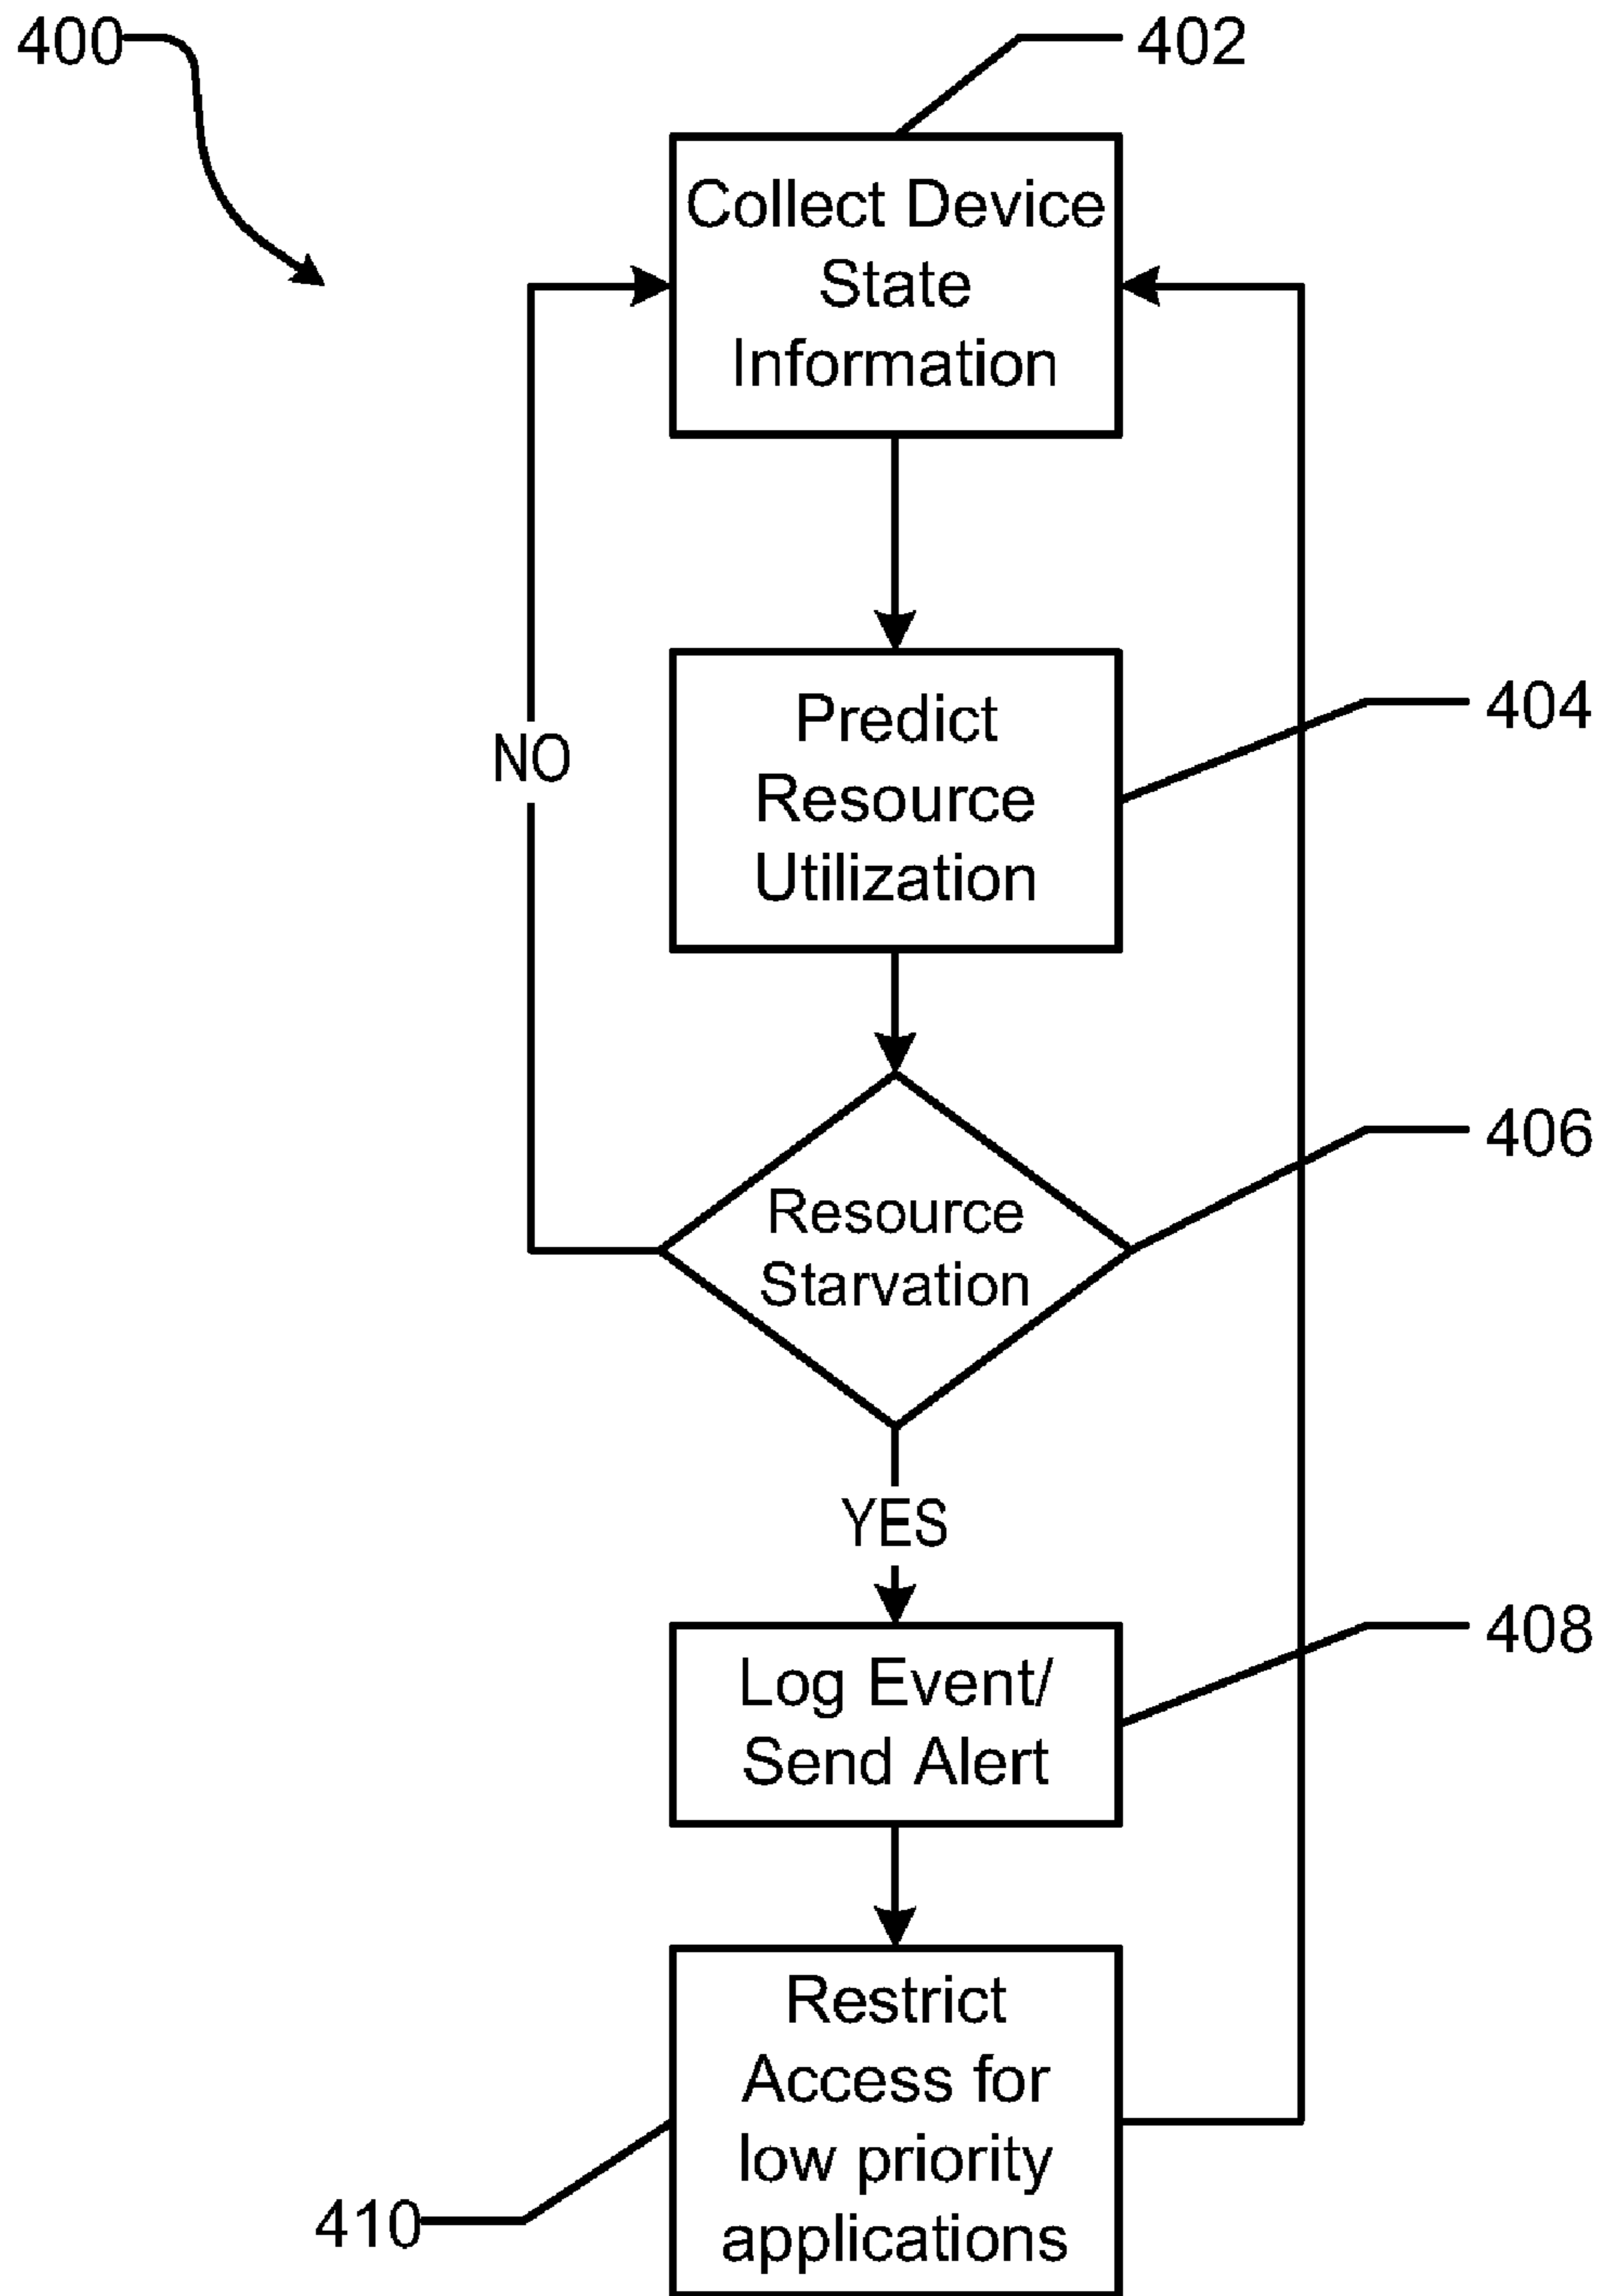 400
402
Collect Device
State
Information
NO
Predict
Resource
Utilization
404
Resource
Starvation
406
YES
Log Event/
Send Alert
408
Restrict
Access for
low priority
applications
410